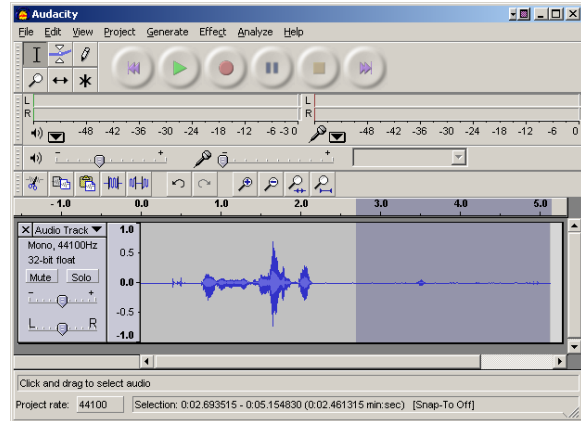 Audacity
File Edit View Project Generate Effect Analyze Help
L
R
-48 -42 -36 -30 -24 -18 -12 -6 -3 0
L
R
-48 -42 -36 -30 -24 -18 -12 -6 0
- +
- +
- 1.0 0.0 1.0 2.0 3.0 4.0 5.0
Audio Track
Mono, 44100Hz
32-bit float
Mute Solo
- +
L R
1.0
0.5
0.0
-0.5
-1.0
Click and drag to select audio
Project rate: 44100 Selection: 0:02.693515 - 0:05.154830 (0:02.461315 min:sec) [Snap-To Off]